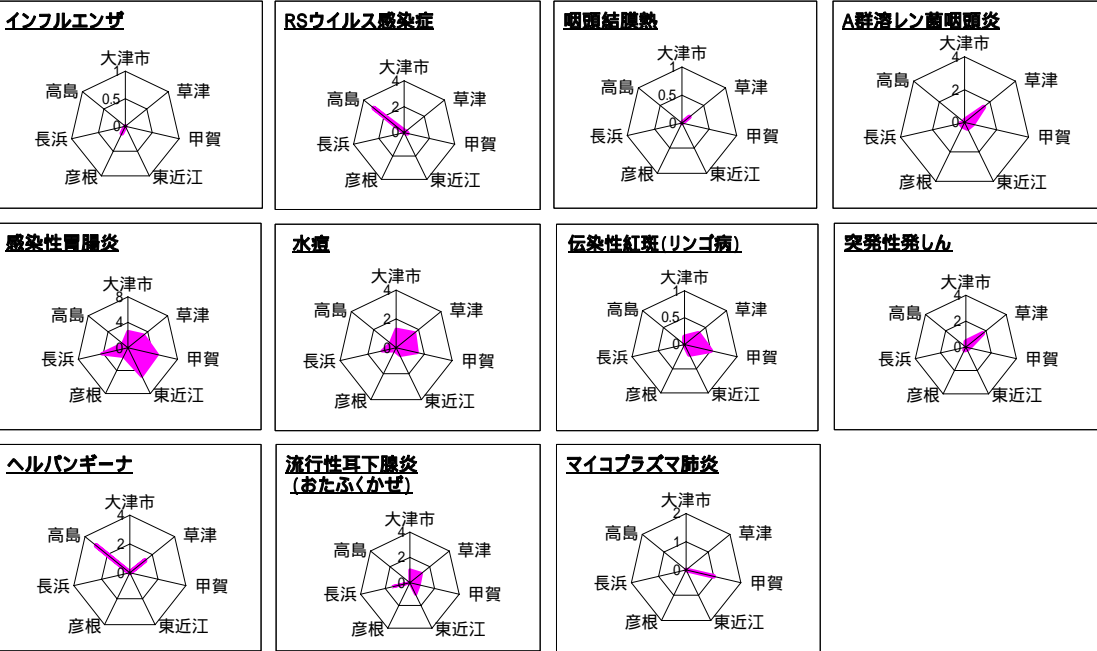 インフルエンザ
大津市
1
草津
0.5
0
甲賀
東近江
彦根
長浜
高島
RSウイルス感染症
大津市
4
草津
2
0
甲賀
東近江
彦根
長浜
高島
咽頭結膜熱
大津市
1
草津
0.5
0
甲賀
東近江
彦根
長浜
高島
A群溶レン菌咽頭炎
大津市
4
草津
2
0
甲賀
東近江
彦根
長浜
高島
感染性胃腸炎
大津市
8
草津
4
0
甲賀
東近江
彦根
長浜
高島
水痘
大津市
4
草津
2
0
甲賀
東近江
彦根
長浜
高島
伝染性紅斑(リンゴ病)
大津市
1
草津
0.5
0
甲賀
東近江
彦根
長浜
高島
突発性発しん
大津市
4
草津
2
0
甲賀
東近江
彦根
長浜
高島
ヘルパンギーナ
大津市
4
草津
2
0
甲賀
東近江
彦根
長浜
高島
流行性耳下腺炎
(おたふくかぜ)
大津市
4
草津
2
0
甲賀
東近江
彦根
長浜
高島
マイコプラズマ肺炎
大津市
2
草津
1
0
甲賀
東近江
彦根
長浜
高島